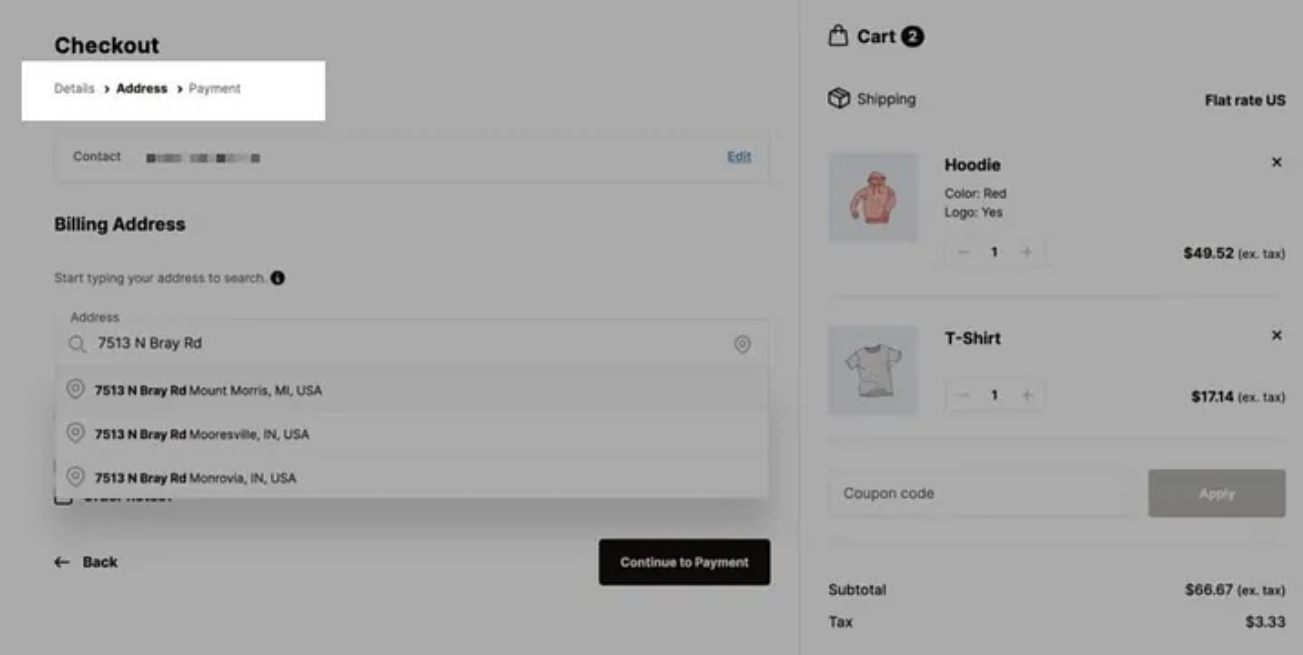 Checkout
Details > Address > Payment
Contact
Edit
Billing Address
Start typing your address to search.
Address
7513 N Bray Rd
7513 N Bray Rd Mount Morris, MI, USA
7513 N Bray Rd Mooresville, IN, USA
7513 N Bray Rd Monrovia, IN, USA
Back
Continue to Payment
Cart 2
Shipping Flat rate US
Hoodie
Color: Red
Logo: Yes
1
$49.52 (ex. tax)
T-Shirt
1
$17.14 (ex. tax)
Coupon code
Apply
Subtotal $66.67 (ex. tax)
Tax $3.33